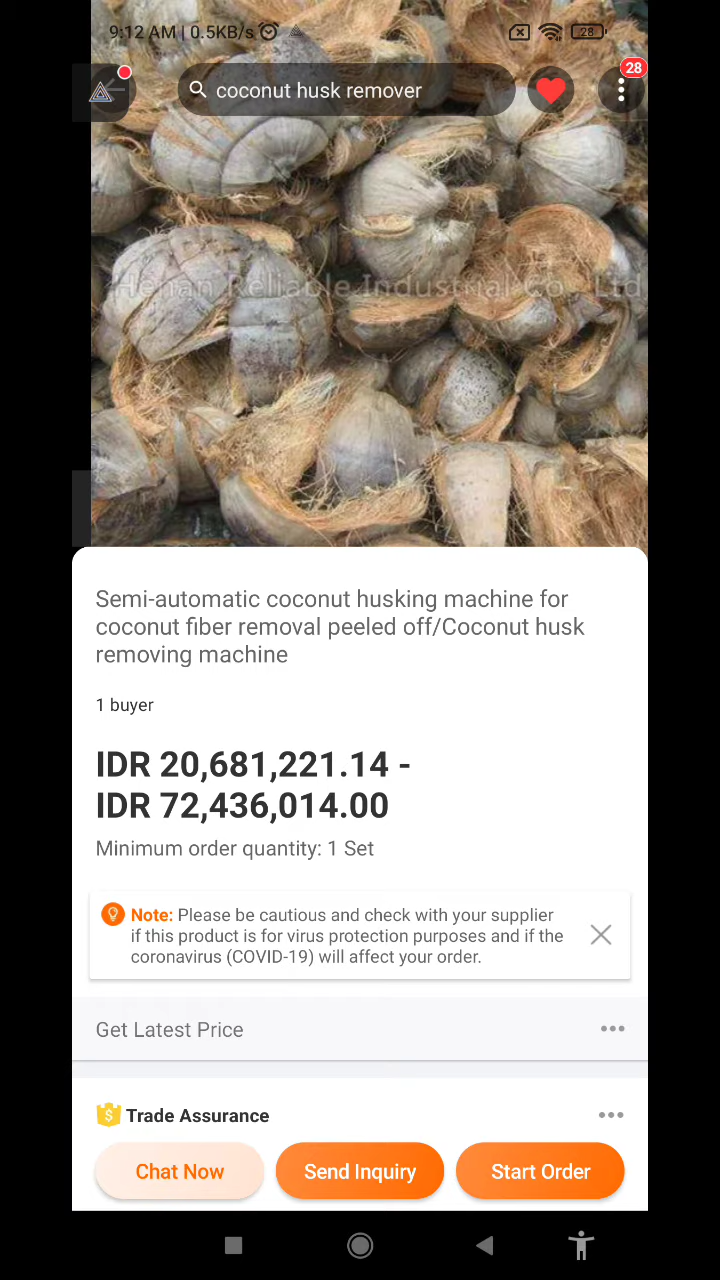 9:12 AM | 0.5KB/s
28
28
coconut husk remover
Henan Reliable Industrial Co., Ltd
Semi-automatic coconut husking machine for
coconut fiber removal peeled off/Coconut husk
removing machine
1 buyer
IDR 20,681,221.14 -
IDR 72,436,014.00
Minimum order quantity: 1 Set
Note: Please be cautious and check with your supplier
if this product is for virus protection purposes and if the
coronavirus (COVID-19) will affect your order.
Get Latest Price
Trade Assurance
Chat Now
Send Inquiry
Start Order